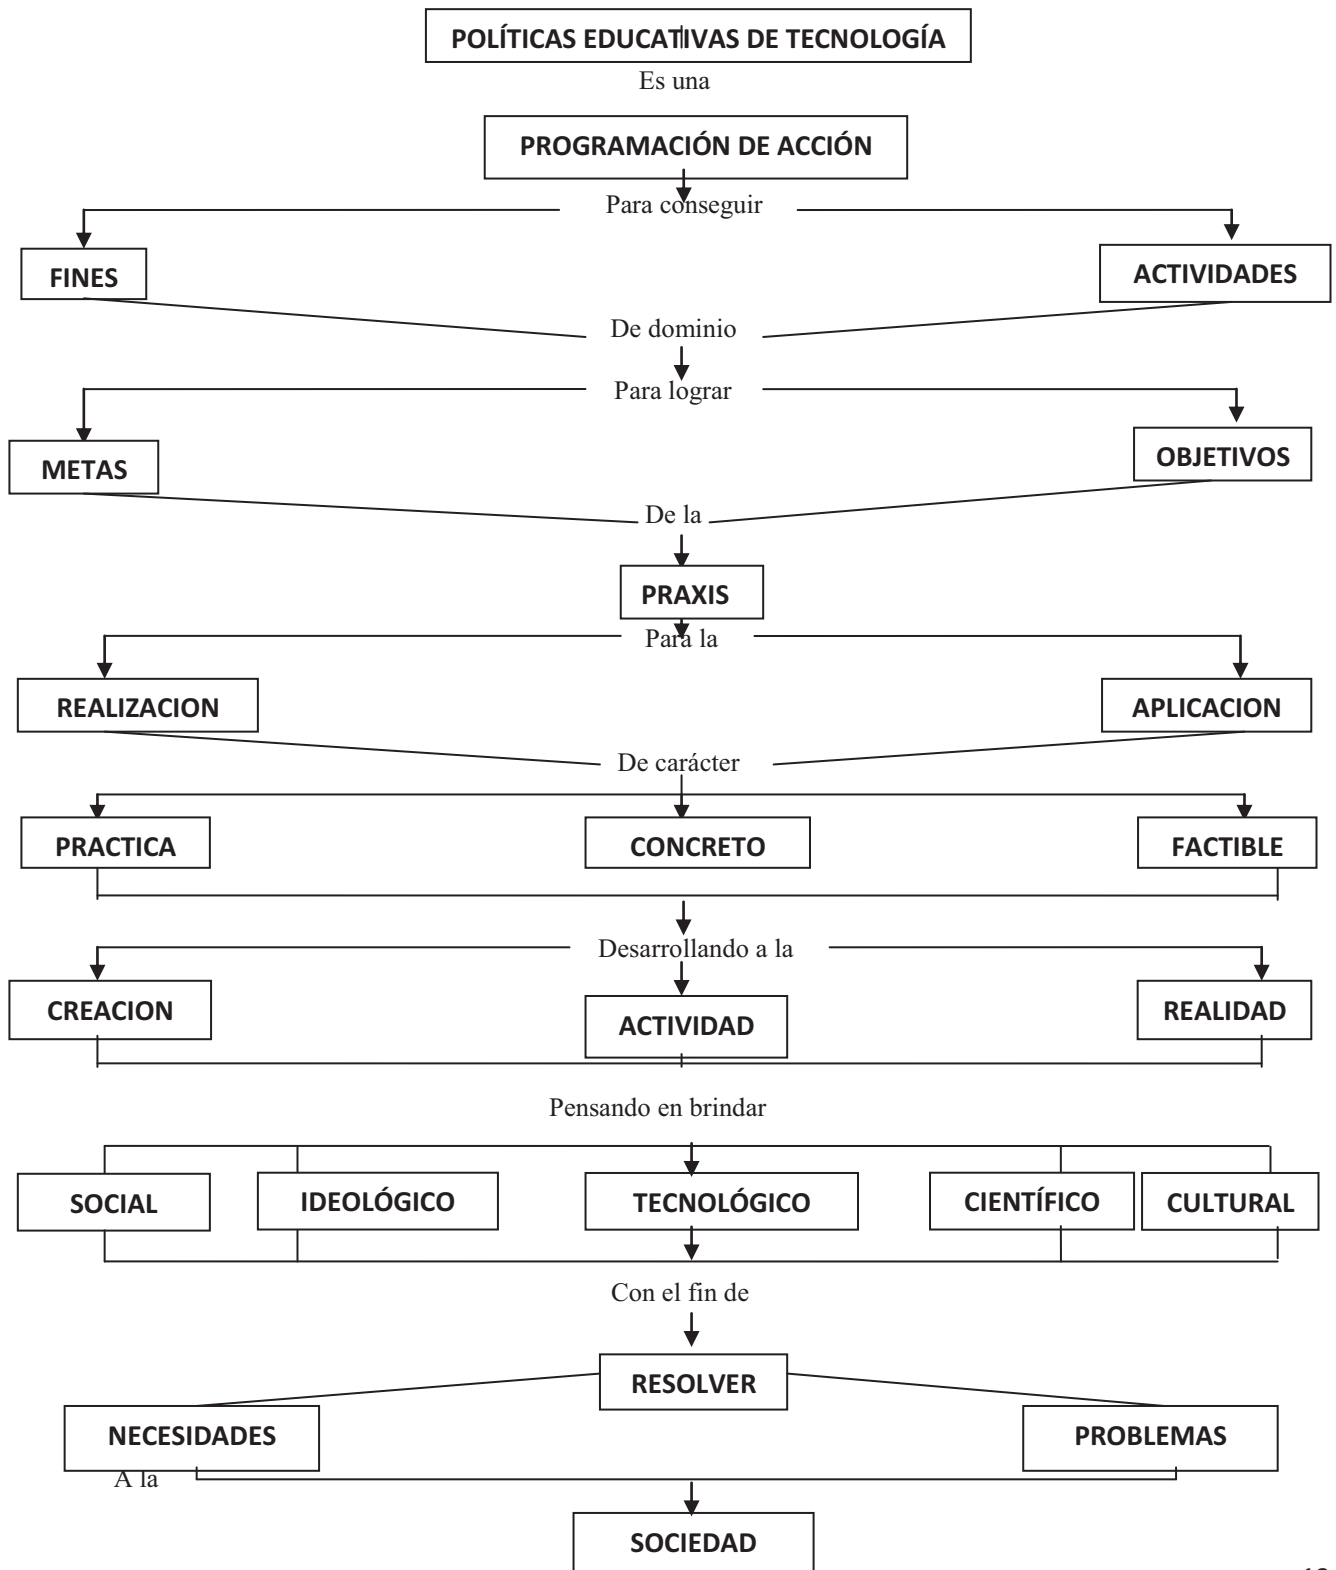 POLÍTICAS EDUCATIVAS DE TECNOLOGÍA
Es una
PROGRAMACIÓN DE ACCIÓN
Para conseguir
FINES
ACTIVIDADES
De dominio
Para lograr
METAS
OBJETIVOS
De la
PRAXIS
Para la
REALIZACION
APLICACION
De carácter
PRACTICA
CONCRETO
FACTIBLE
Desarrollando a la
CREACION
ACTIVIDAD
REALIDAD
Pensando en brindar
SOCIAL
IDEOLÓGICO
TECNOLÓGICO
CIENTÍFICO
CULTURAL
Con el fin de
RESOLVER
NECESIDADES
PROBLEMAS
A la
SOCIEDAD